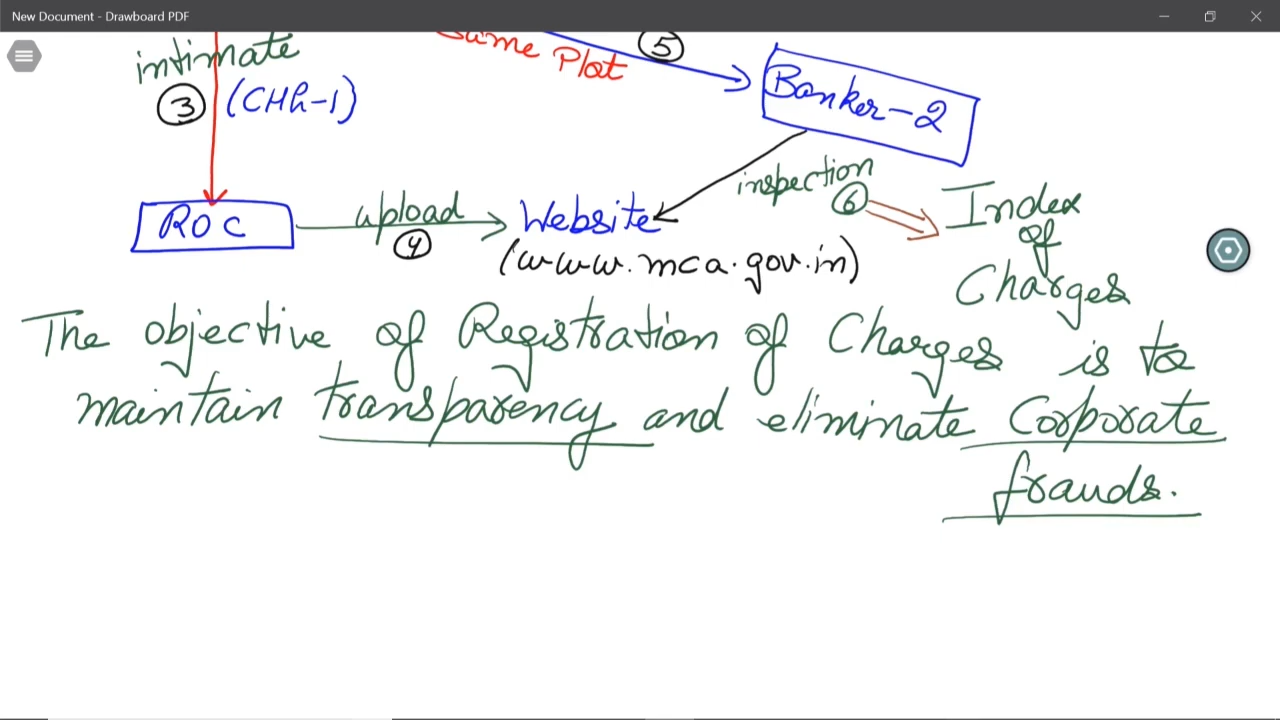 New Document - Drawboard PDF
intimate
③ (CHG-1)
Same Plot
⑤
Banker-2
inspection
⑥
ROC
upload
④
Website
(www.mca.gov.in)
Index
of
Charges
The objective of Registration of Charges is to
maintain transparency and eliminate Corporate
frauds.